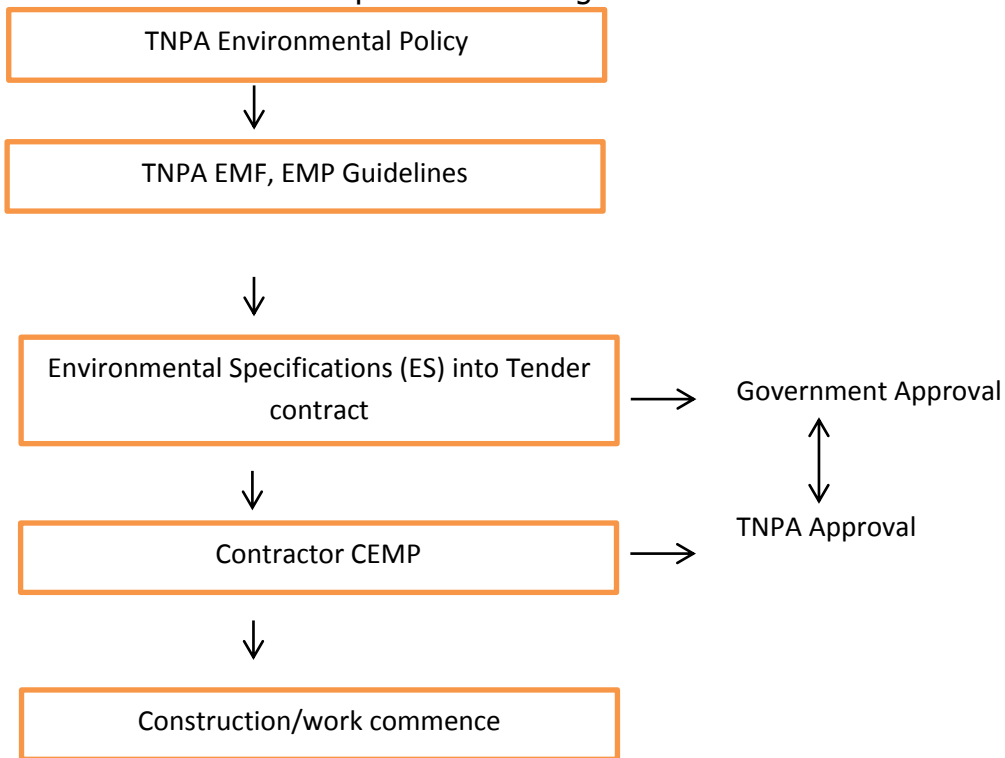 TNPA Environmental Policy
TNPA EMF, EMP Guidelines
Environmental Specifications (ES) into Tender
contract
Government Approval
TNPA Approval
Contractor CEMP
Construction/work commence